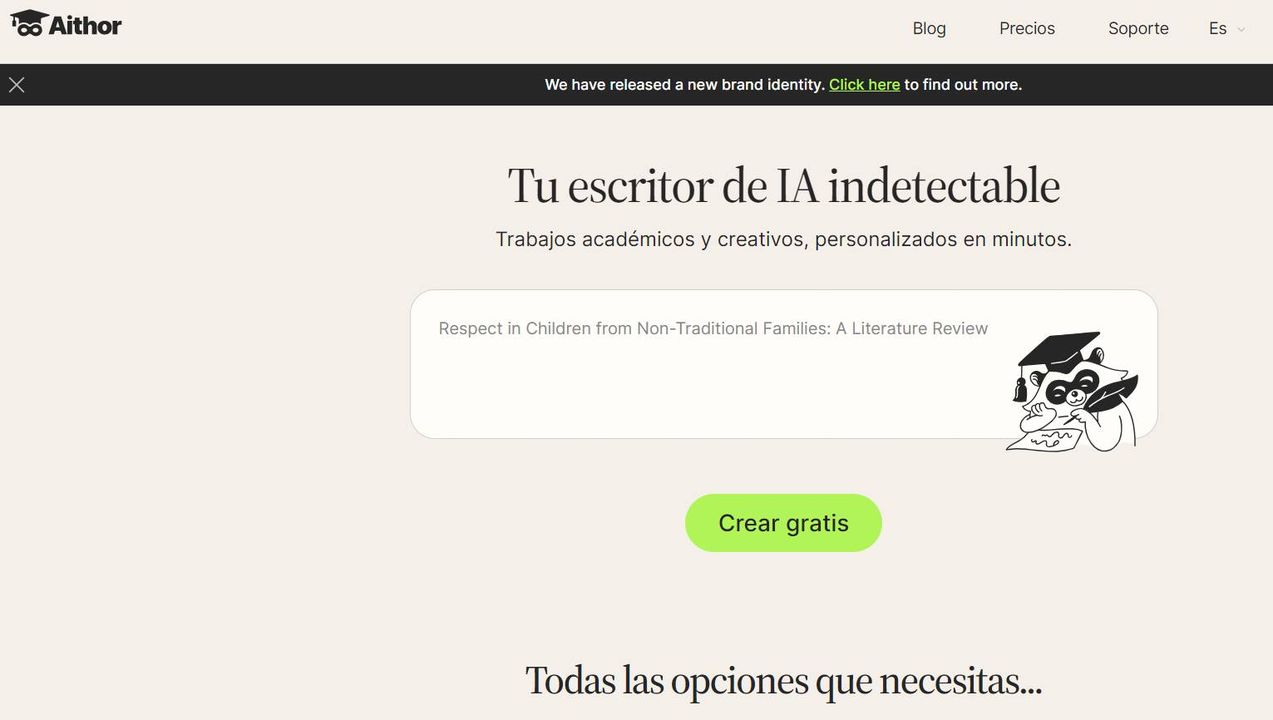 Aithor
Blog Precios Soporte Es
We have released a new brand identity. Click here to find out more.
Tu escritor de IA indetectable
Trabajos académicos y creativos, personalizados en minutos.
Respect in Children from Non-Traditional Families: A Literature Review
Crear gratis
Todas las opciones que necesitas...